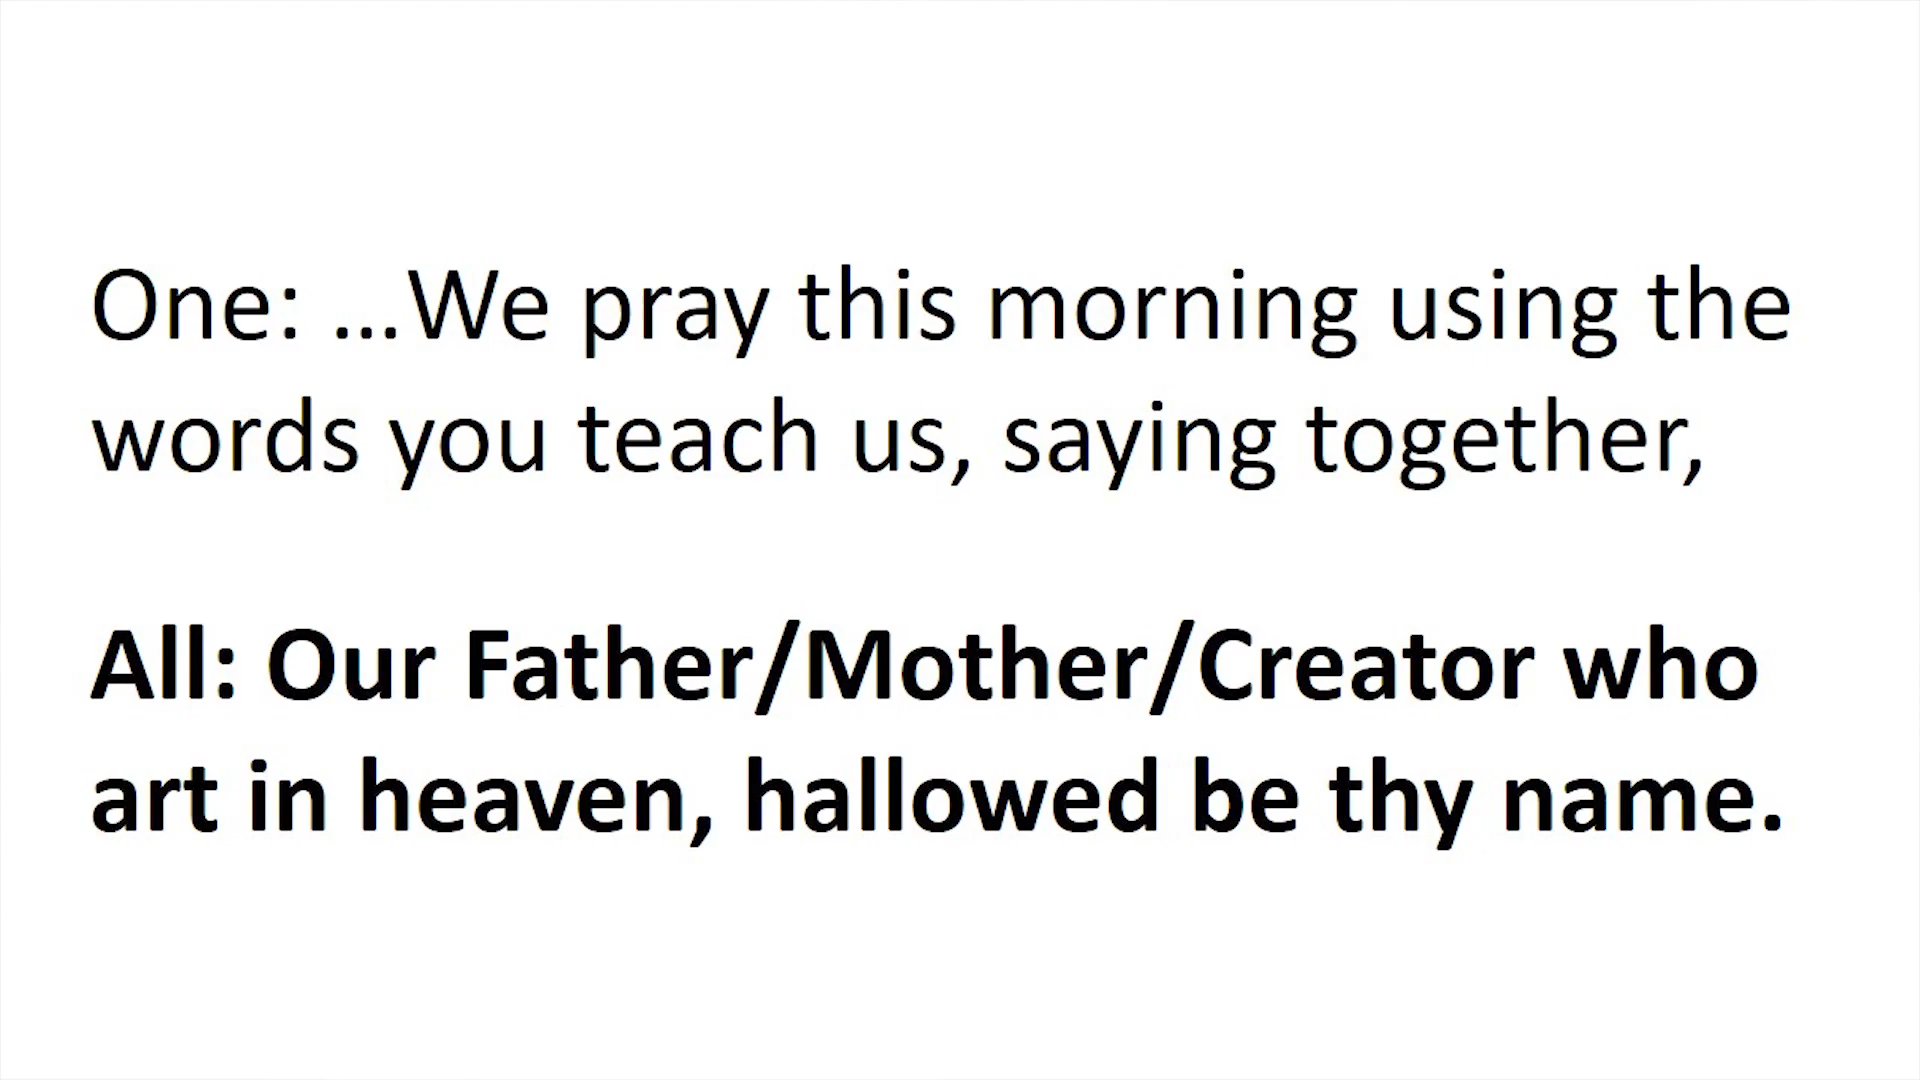 One: ...We pray this morning using the
words you teach us, saying together,
All: Our Father/Mother/Creator who
art in heaven, hallowed be thy name.